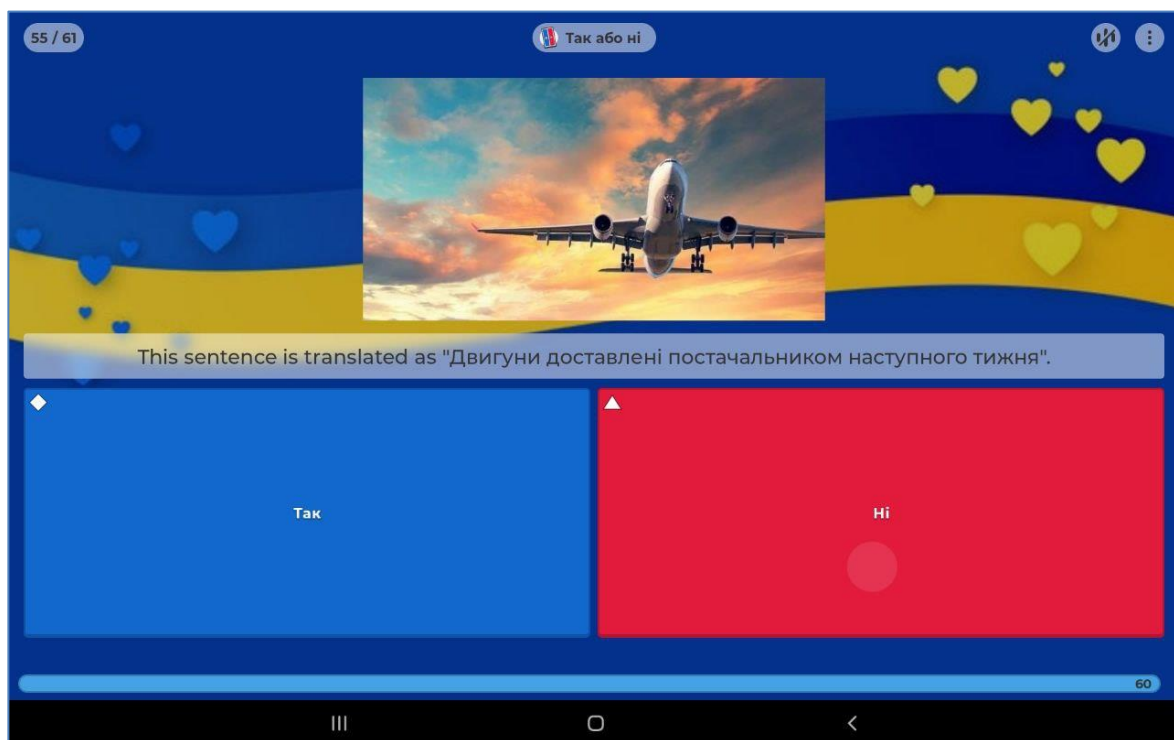 55 / 61
Так або ні
This sentence is translated as "Двигуни доставлені постачальником наступного тижня".
Так
Ні
60